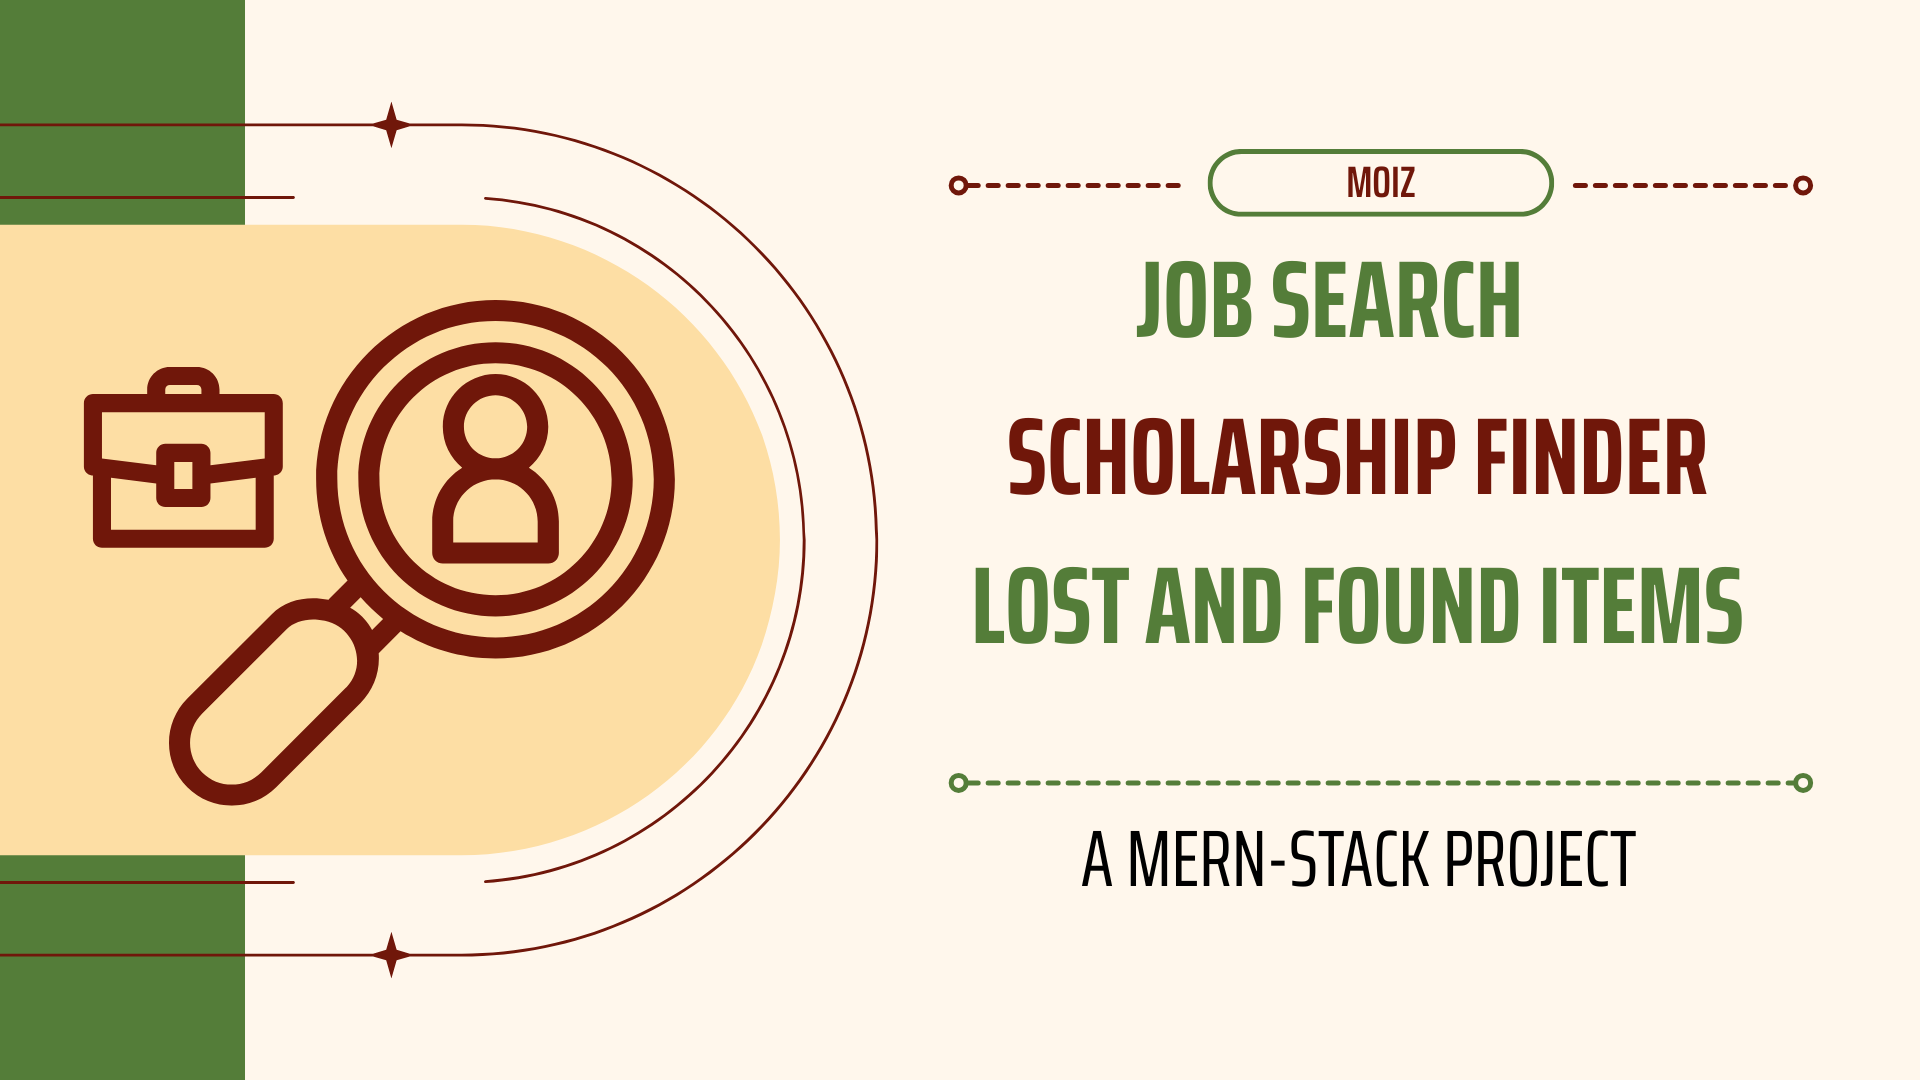 MOIZ
JOB SEARCH
SCHOLARSHIP FINDER
LOST AND FOUND ITEMS
A MERN-STACK PROJECT